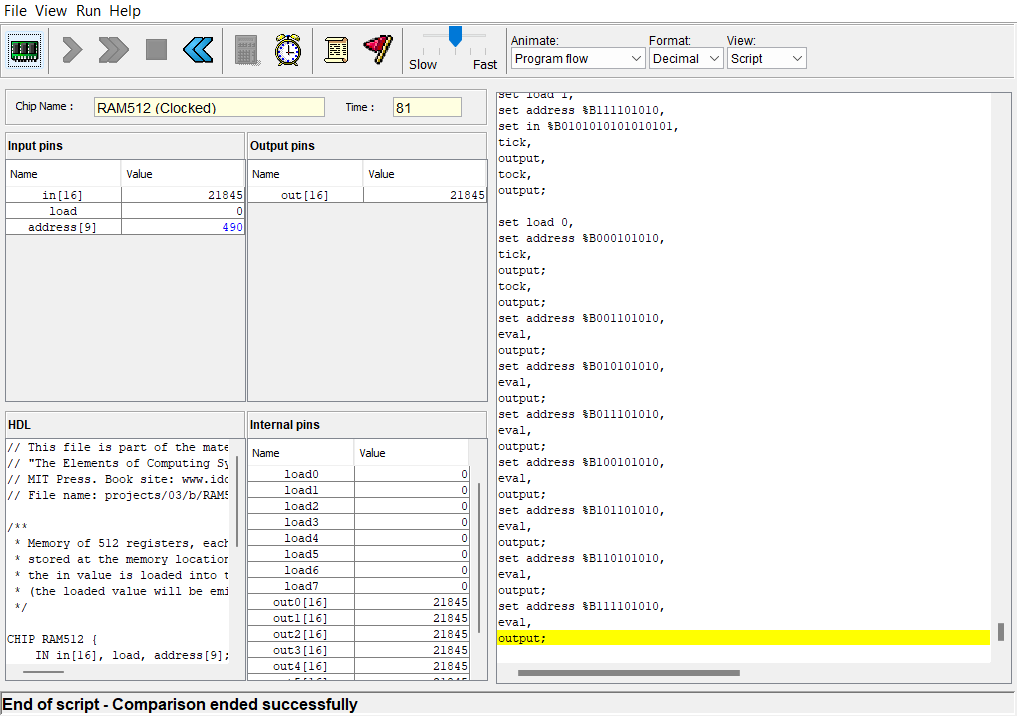 File View Run Help
Slow Fast
Animate: Format: View:
Program flow Decimal Script
Chip Name : RAM512 (Clocked) Time : 81
Input pins
Name Value
in[16] 21845
load 0
address[9] 490
Output pins
Name Value
out[16] 21845
HDL
// This file is part of the mate
// "The Elements of Computing Sy
// MIT Press. Book site: www.idc
// File name: projects/03/b/RAM5
/**
* Memory of 512 registers, each
* stored at the memory location
* the in value is loaded into t
* (the loaded value will be emi
*/
CHIP RAM512 {
IN in[16], load, address[9];
Internal pins
Name Value
load0 0
load1 0
load2 0
load3 0
load4 0
load5 0
load6 0
load7 0
out0[16] 21845
out1[16] 21845
out2[16] 21845
out3[16] 21845
out4[16] 21845
set load 1,
set address %B111101010,
set in %B0101010101010101,
tick,
output,
tock,
output;
set load 0,
set address %B000101010,
tick,
output;
tock,
output;
set address %B001101010,
eval,
output;
set address %B010101010,
eval,
output;
set address %B011101010,
eval,
output;
set address %B100101010,
eval,
output;
set address %B101101010,
eval,
output;
set address %B110101010,
eval,
output;
set address %B111101010,
eval,
output;
End of script - Comparison ended successfully